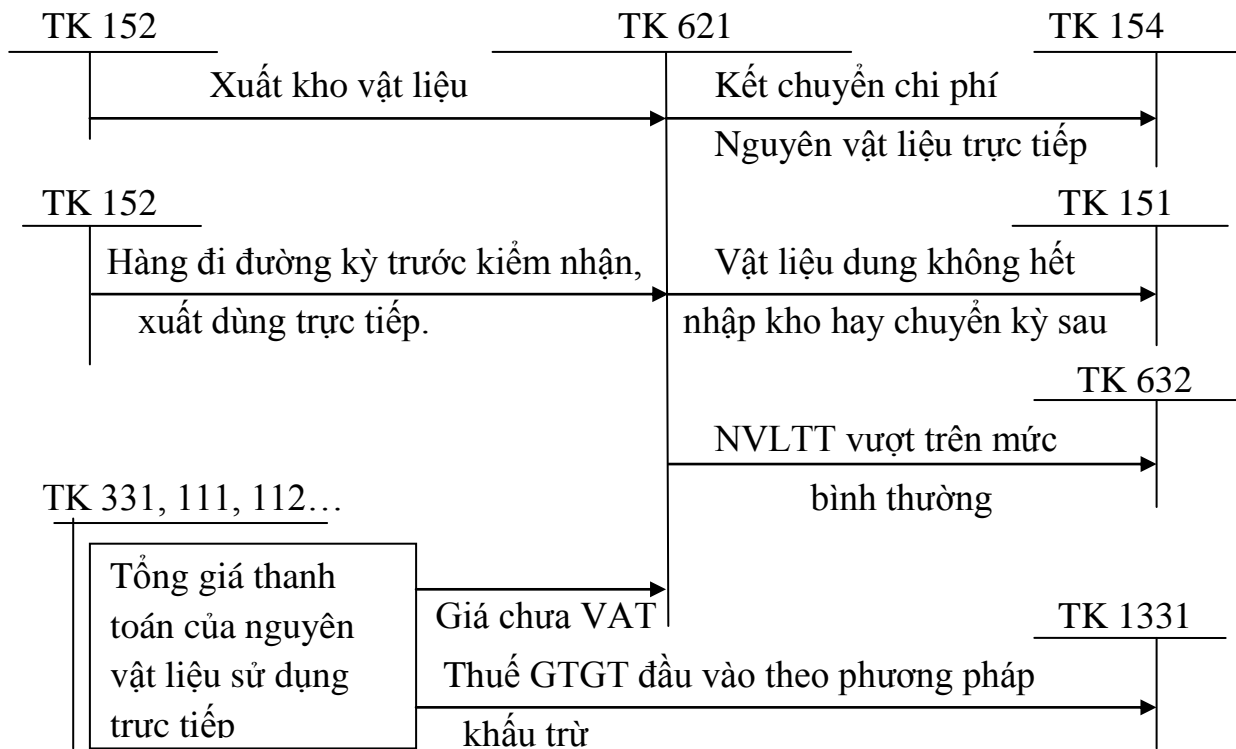 TK 152
TK 621
TK 154
Xuất kho vật liệu
Kết chuyển chi phí
Nguyên vật liệu trực tiếp
TK 152
TK 151
Hàng đi đường kỳ trước kiểm nhận,
xuất dùng trực tiếp.
Vật liệu dung không hết
nhập kho hay chuyển kỳ sau
TK 632
NVLTT vượt trên mức
bình thường
TK 331, 111, 112…
Tổng giá thanh
toán của nguyên
vật liệu sử dụng
trực tiếp
Giá chưa VAT
TK 1331
Thuế GTGT đầu vào theo phương pháp
khấu trừ